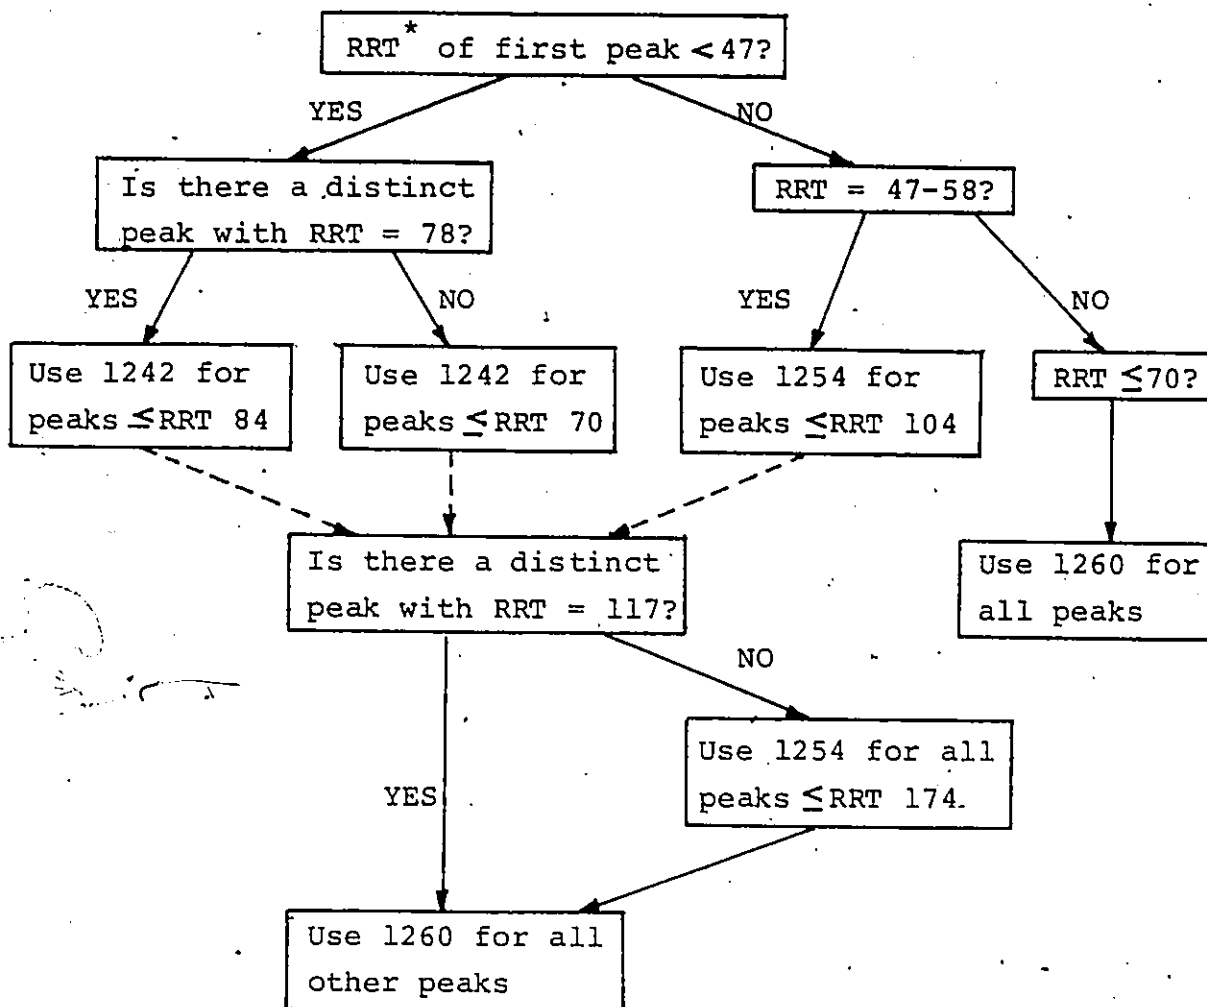 RRT* of first peak < 47?
YES
NO
Is there a distinct
peak with RRT = 78?
RRT = 47-58?
YES
NO
YES
NO
Use 1242 for
peaks ≤ RRT 84
Use 1242 for
peaks ≤ RRT 70
Use 1254 for
peaks ≤ RRT 104
RRT ≤ 70?
Is there a distinct
peak with RRT = 117?
Use 1260 for
all peaks
NO
Use 1254 for all
peaks ≤ RRT 174.
YES
Use 1260 for all
other peaks